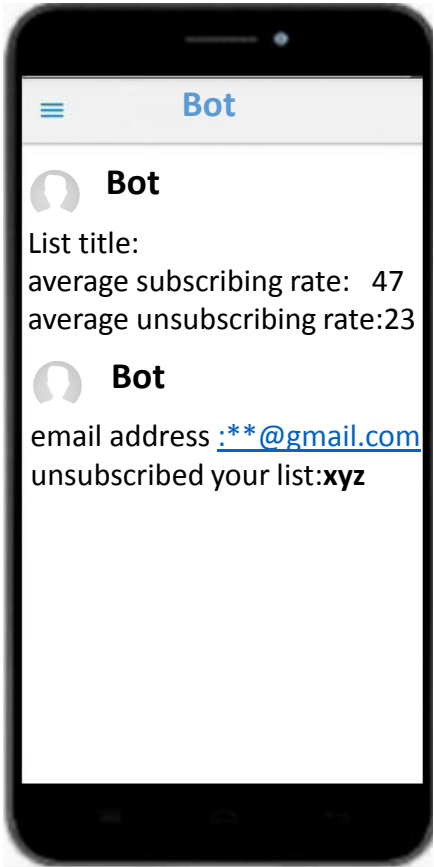 Bot
Bot
List title:
average subscribing rate:   47
average unsubscribing rate:23
Bot
email address :**@gmail.com
unsubscribed your list:xyz